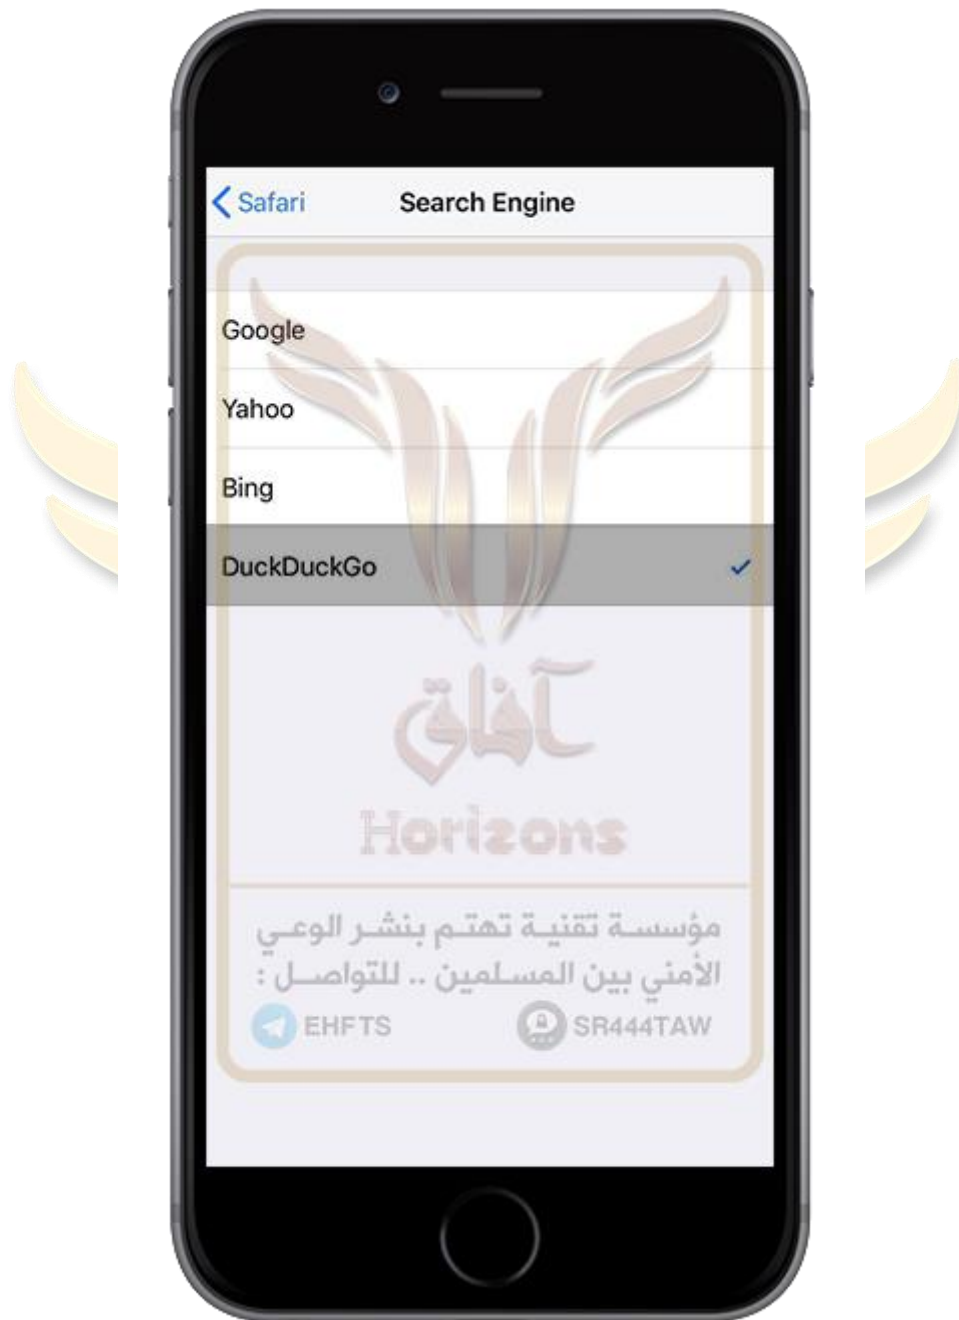 Safari
Search Engine
Google
Yahoo
Bing
DuckDuckGo
آفاق
Horizons
مؤسسة تقنية تهتم بنشر الوعي
الأمني بين المسلمين .. للتواصل :
EHFTS
SR444TAW